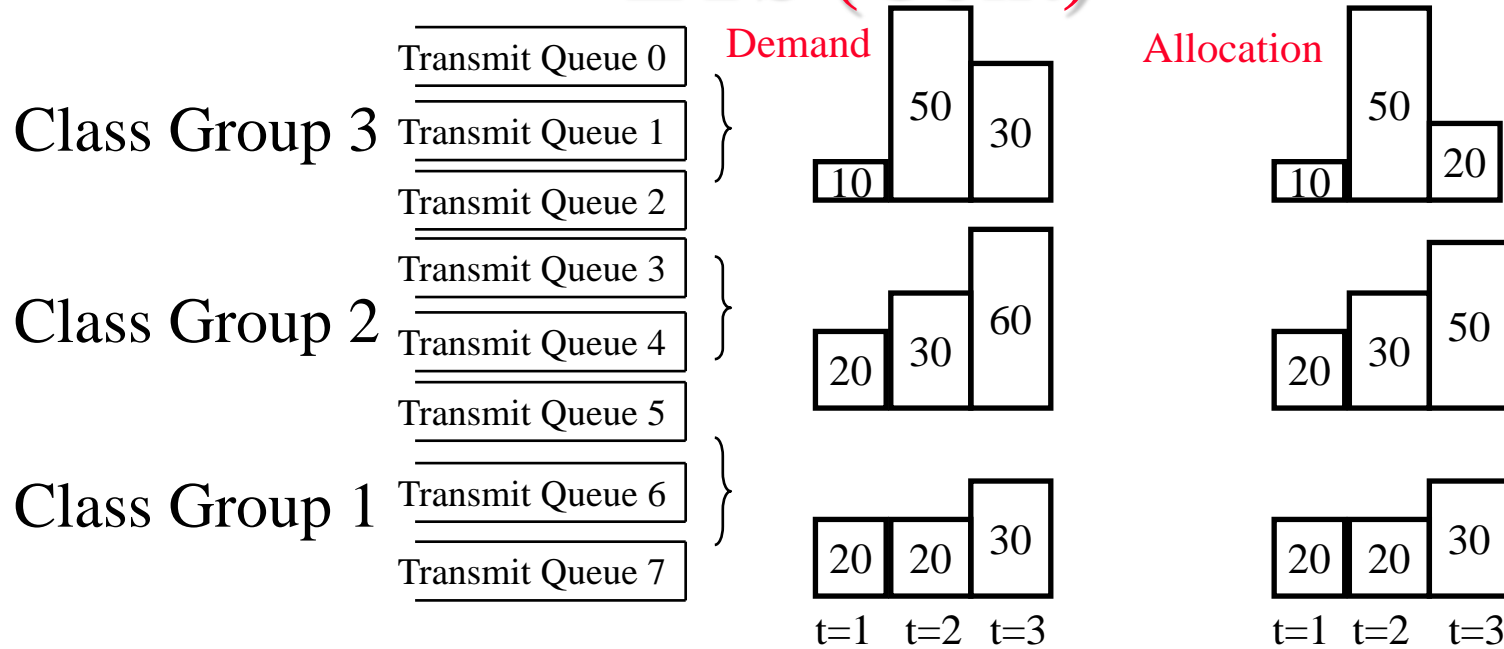 Demand
Allocation
Class Group 3
Transmit Queue 0
Transmit Queue 1
Transmit Queue 2
10
50
30
10
50
20
Class Group 2
Transmit Queue 3
Transmit Queue 4
20
30
60
20
30
50
Class Group 1
Transmit Queue 5
Transmit Queue 6
Transmit Queue 7
20
20
30
20
20
30
t=1 t=2 t=3
t=1 t=2 t=3